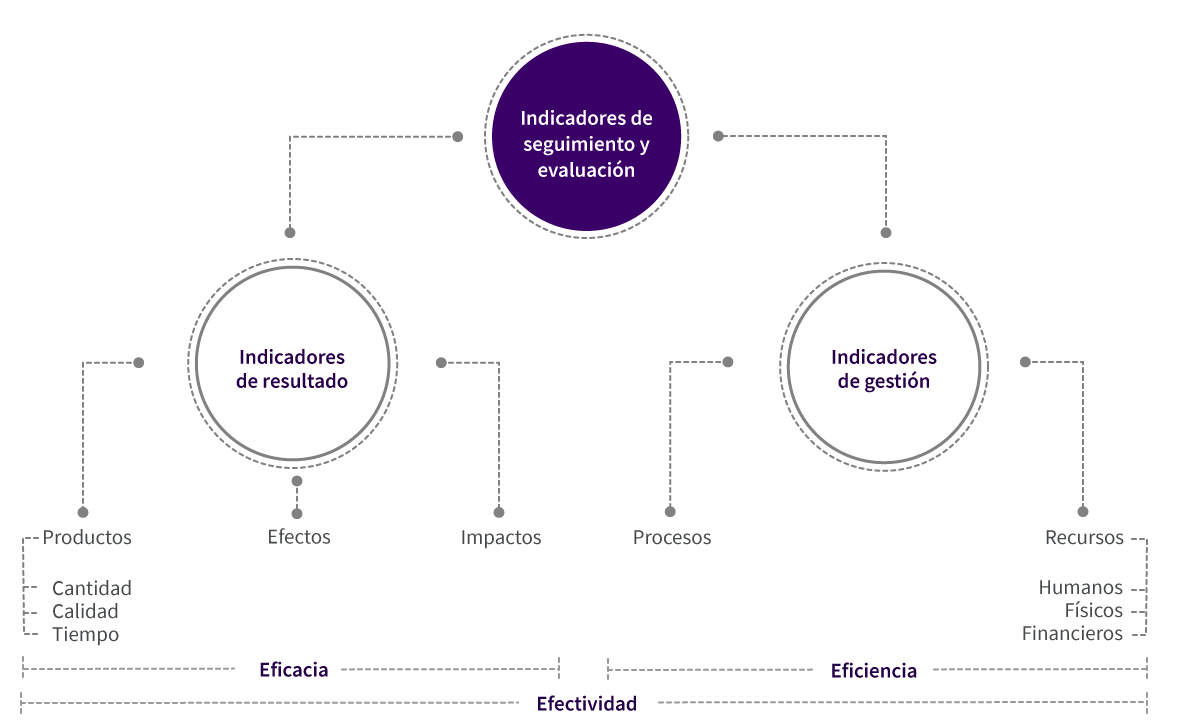 Indicadores de
seguimiento y
evaluación
Indicadores
de resultado
Indicadores
de gestión
Productos
Efectos
Impactos
Procesos
Recursos
Cantidad
Calidad
Tiempo
Humanos
Físicos
Financieros
Eficacia
Eficiencia
Efectividad